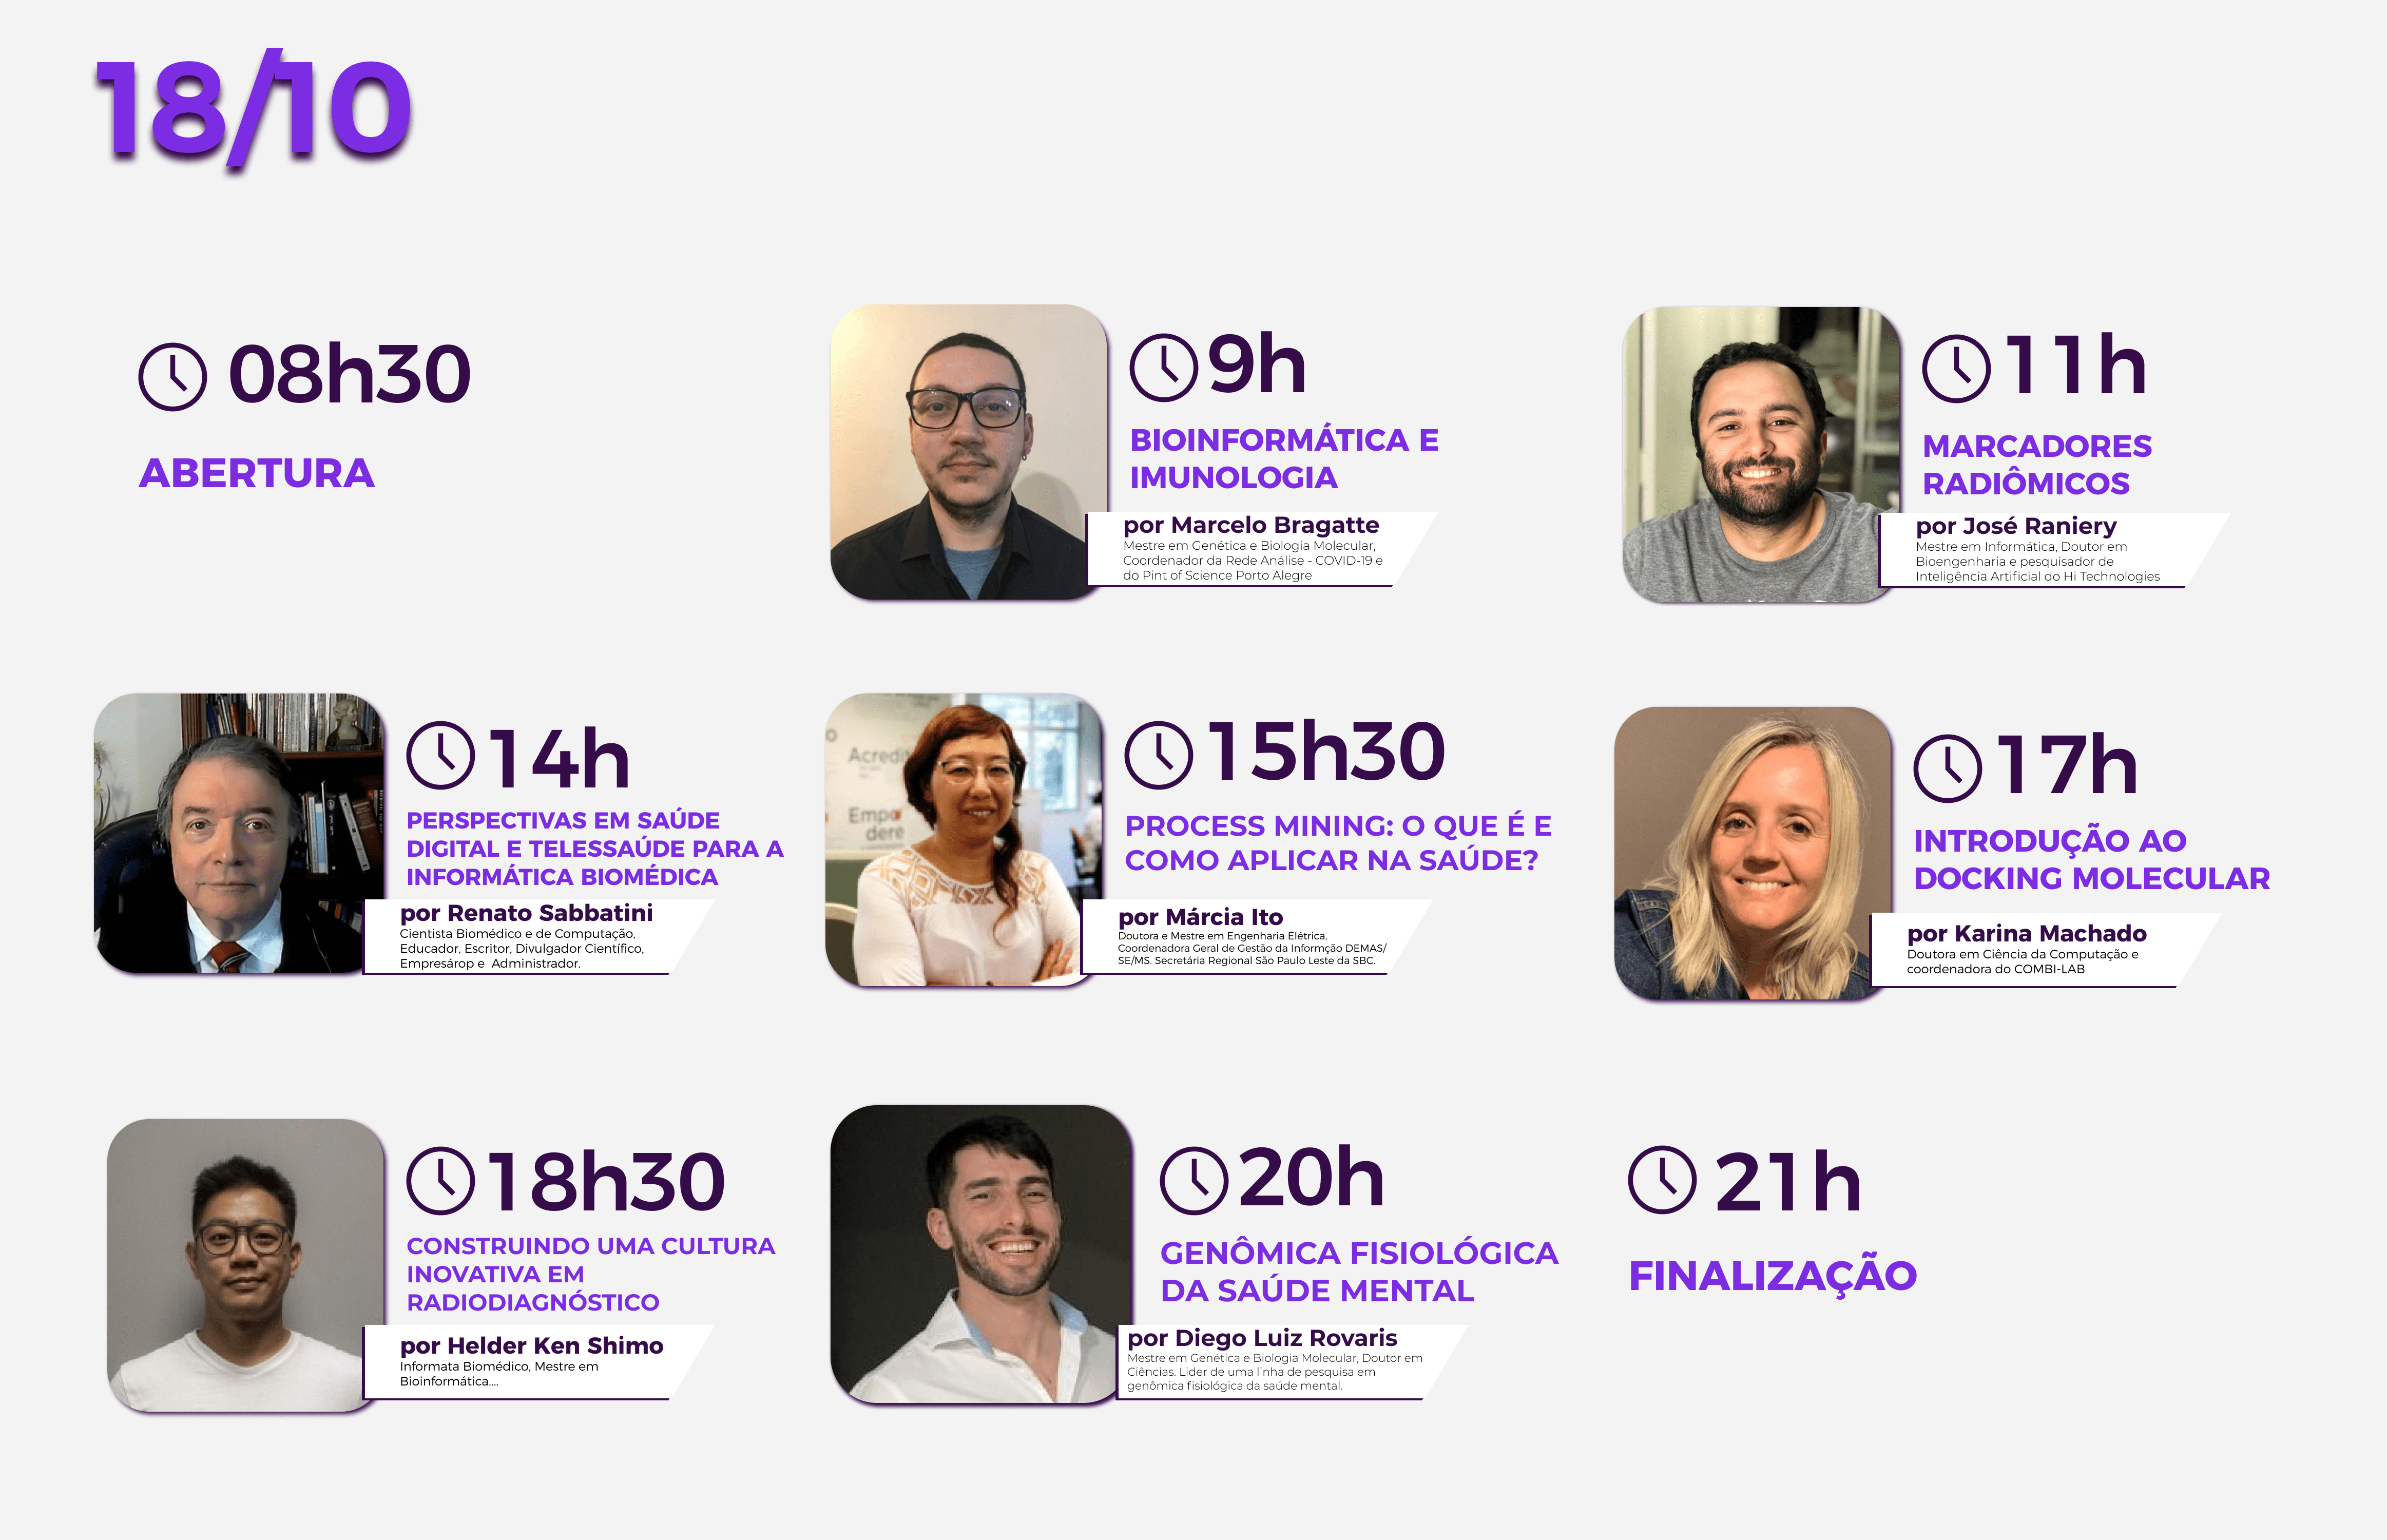 18/10
08h30
ABERTURA
9h
BIOINFORMÁTICA E
IMUNOLOGIA
por Marcelo Bragatte
Mestre em Genética e Biologia Molecular,
Coordenador da Rede Análise - COVID-19 e
do Pint of Science Porto Alegre
11h
MARCADORES
RADIÔMICOS
por José Raniery
Mestre em Informática, Doutor em
Bioengenharia e pesquisador de
Inteligência Artificial do Hi Technologies
14h
PERSPECTIVAS EM SAÚDE
DIGITAL E TELESSAÚDE PARA A
INFORMÁTICA BIOMÉDICA
por Renato Sabbatini
Cientista Biomédico e de Computação,
Educador, Escritor, Divulgador Científico,
Empresárop e Administrador.
Acredi
Empo
dere
15h30
PROCESS MINING: O QUE É E
COMO APLICAR NA SAÚDE?
por Márcia Ito
Doutora e Mestre em Engenharia Elétrica,
Coordenadora Geral de Gestão da Informção DEMAS/
SE/MS. Secretária Regional São Paulo Leste da SBC.
17h
INTRODUÇÃO AO
DOCKING MOLECULAR
por Karina Machado
Doutora em Ciência da Computação e
coordenadora do COMBI-LAB
18h30
CONSTRUINDO UMA CULTURA
INOVATIVA EM
RADIODIAGNÓSTICO
por Helder Ken Shimo
Informata Biomédico, Mestre em
Bioinformática....
20h
GENÔMICA FISIOLÓGICA
DA SAÚDE MENTAL
por Diego Luiz Rovaris
Mestre em Genética e Biologia Molecular, Doutor em
Ciências. Lider de uma linha de pesquisa em
genômica fisiológica da saúde mental.
21h
FINALIZAÇÃO